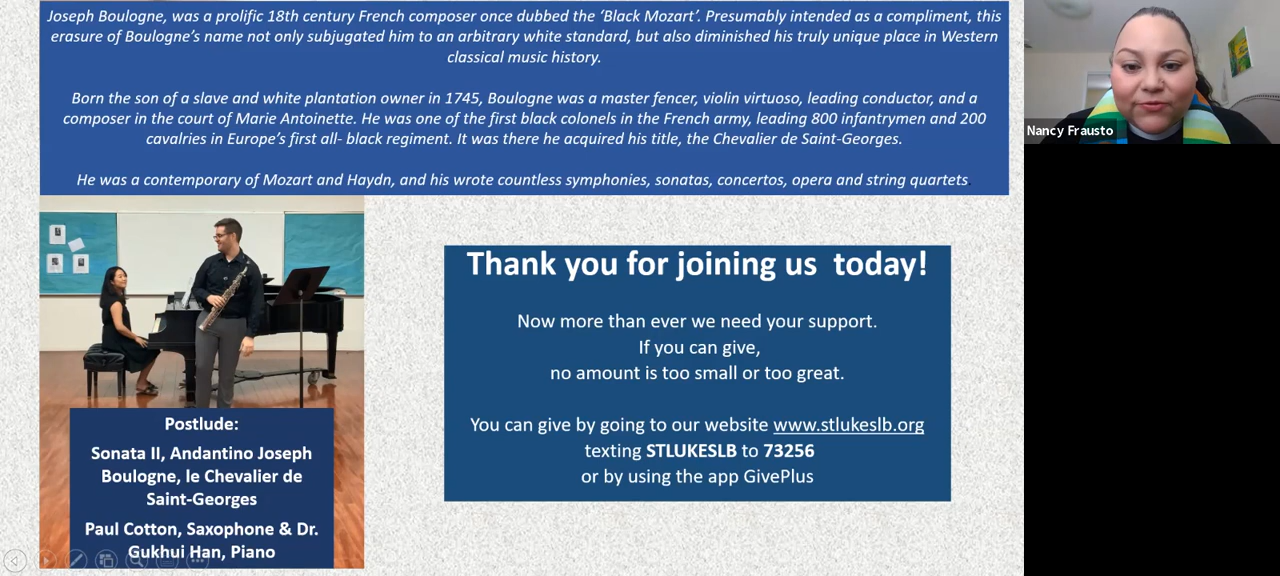 Joseph Boulogne, was a prolific 18th century French composer once dubbed the ‘Black Mozart’. Presumably intended as a compliment, this
erasure of Boulogne’s name not only subjugated him to an arbitrary white standard, but also diminished his truly unique place in Western
classical music history.
Born the son of a slave and white plantation owner in 1745, Boulogne was a master fencer, violin virtuoso, leading conductor, and a
composer in the court of Marie Antoinette. He was one of the first black colonels in the French army, leading 800 infantrymen and 200
cavalries in Europe’s first all- black regiment. It was there he acquired his title, the Chevalier de Saint-Georges.
He was a contemporary of Mozart and Haydn, and his wrote countless symphonies, sonatas, concertos, opera and string quartets.
Nancy Frausto
Thank you for joining us  today!
Now more than ever we need your support.
If you can give,
no amount is too small or too great.
You can give by going to our website www.stlukeslb.org
texting STLUKESLB to 73256
or by using the app GivePlus
Postlude:
Sonata II, Andantino Joseph
Boulogne, le Chevalier de
Saint-Georges
Paul Cotton, Saxophone & Dr.
Gukhui Han, Piano